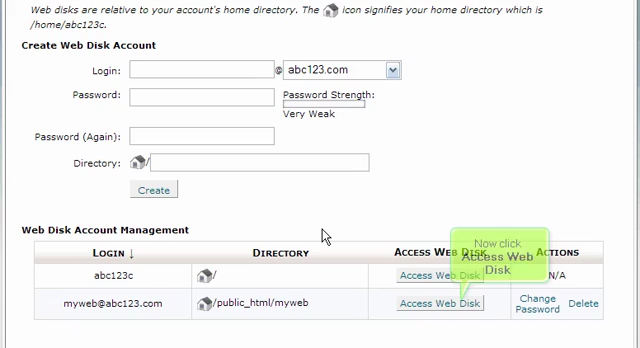 Web disks are relative to your account's home directory. The icon signifies your home directory which is
/home/abc123c.
Create Web Disk Account
Login: @ abc123.com
Password: Password Strength:
Very Weak
Password (Again):
Directory: /
Create
Web Disk Account Management
LOGIN ↓ DIRECTORY ACCESS WEB DISK ACTIONS
abc123c / Access Web Disk N/A
myweb@abc123.com /public_html/myweb Access Web Disk Change Password Delete
Now click
Access Web
Disk